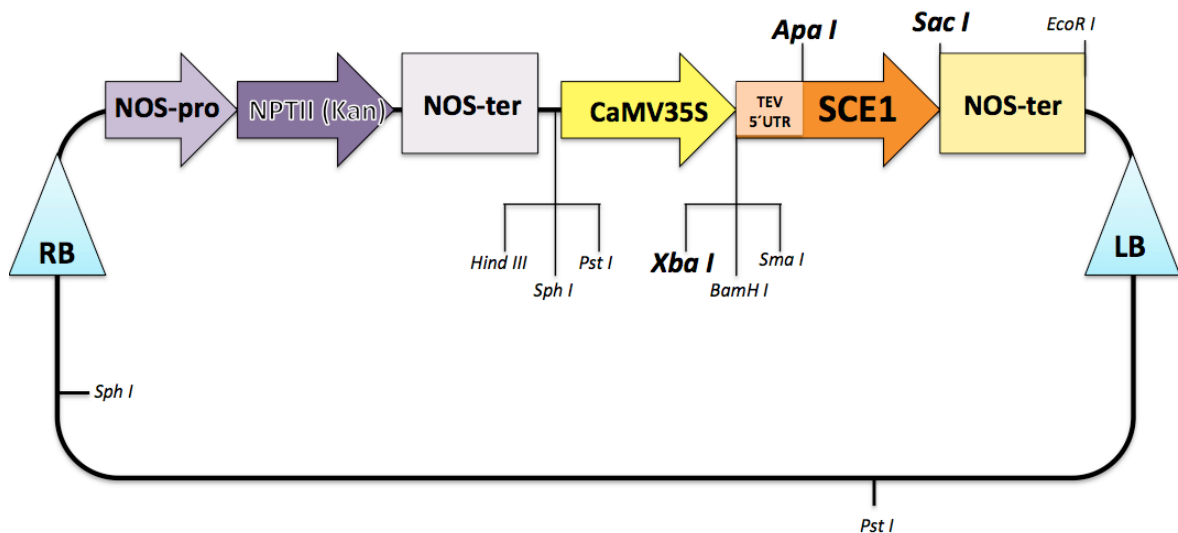 Apa I
Sac I
EcoR I
NOS-pro
NPTII (Kan)
NOS-ter
CaMV35S
TEV
5´UTR
SCE1
NOS-ter
RB
LB
Hind III
Sph I
Pst I
Xba I
BamH I
Sma I
Sph I
Pst I